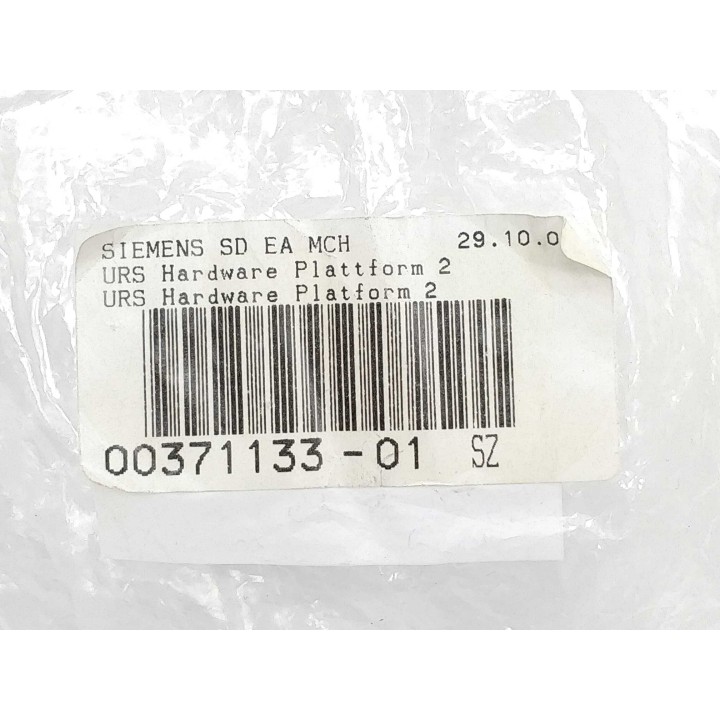 SIEMENS SD EA MCH 29.10.0
URS Hardware Plattform 2
URS Hardware Platform 2
00371133-01 SZ